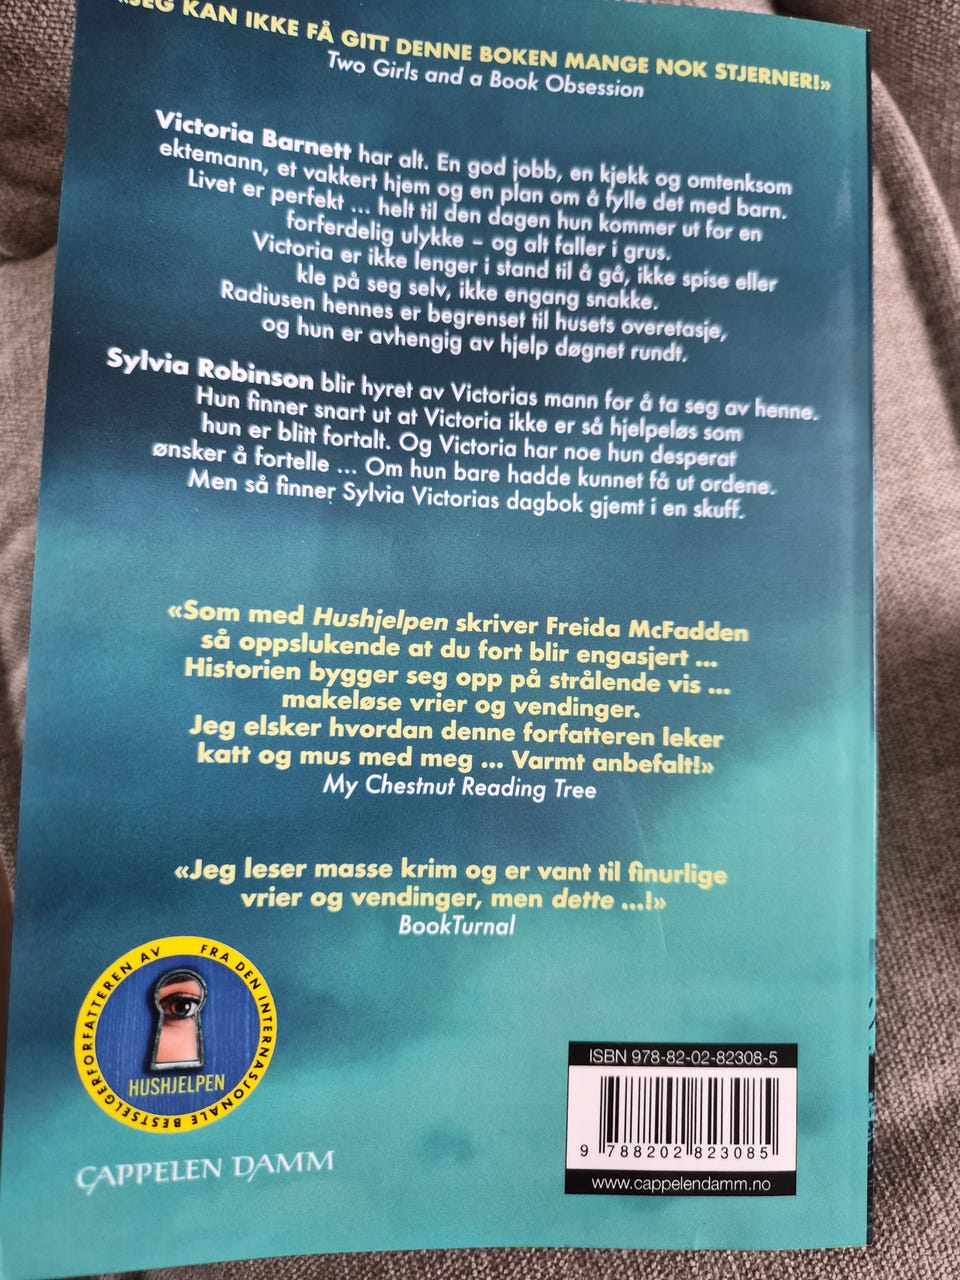 «JEG KAN IKKE FÅ GITT DENNE BOKEN MANGE NOK STJERNER!»
Two Girls and a Book Obsession
Victoria Barnett har alt. En god jobb, en kjekk og omtenksom
ektemann, et vakkert hjem og en plan om å fylle det med barn.
Livet er perfekt ... helt til den dagen hun kommer ut for en
forferdelig ulykke – og alt faller i grus.
Victoria er ikke lenger i stand til å gå, ikke spise eller
kle på seg selv, ikke engang snakke.
Radiusen hennes er begrenset til husets overetasje,
og hun er avhengig av hjelp døgnet rundt.
Sylvia Robinson blir hyret av Victorias mann for å ta seg av henne.
Hun finner snart ut at Victoria ikke er så hjelpeløs som
hun er blitt fortalt. Og Victoria har noe hun desperat
ønsker å fortelle ... Om hun bare hadde kunnet få ut ordene.
Men så finner Sylvia Victorias dagbok gjemt i en skuff.
«Som med Hushjelpen skriver Freida McFadden
så oppslukende at du fort blir engasjert ...
Historien bygger seg opp på strålende vis ...
makeløse vrier og vendinger.
Jeg elsker hvordan denne forfatteren leker
katt og mus med meg ... Varmt anbefalt!»
My Chestnut Reading Tree
«Jeg leser masse krim og er vant til finurlige
vrier og vendinger, men dette ...!»
BookTurnal
FRA DEN INTERNASJONALE BESTSELGERFORFATTEREN AV
HUSHJELPEN
CAPPELEN DAMM
ISBN 978-82-02-82308-5
9 788202 823085
www.cappelendamm.no